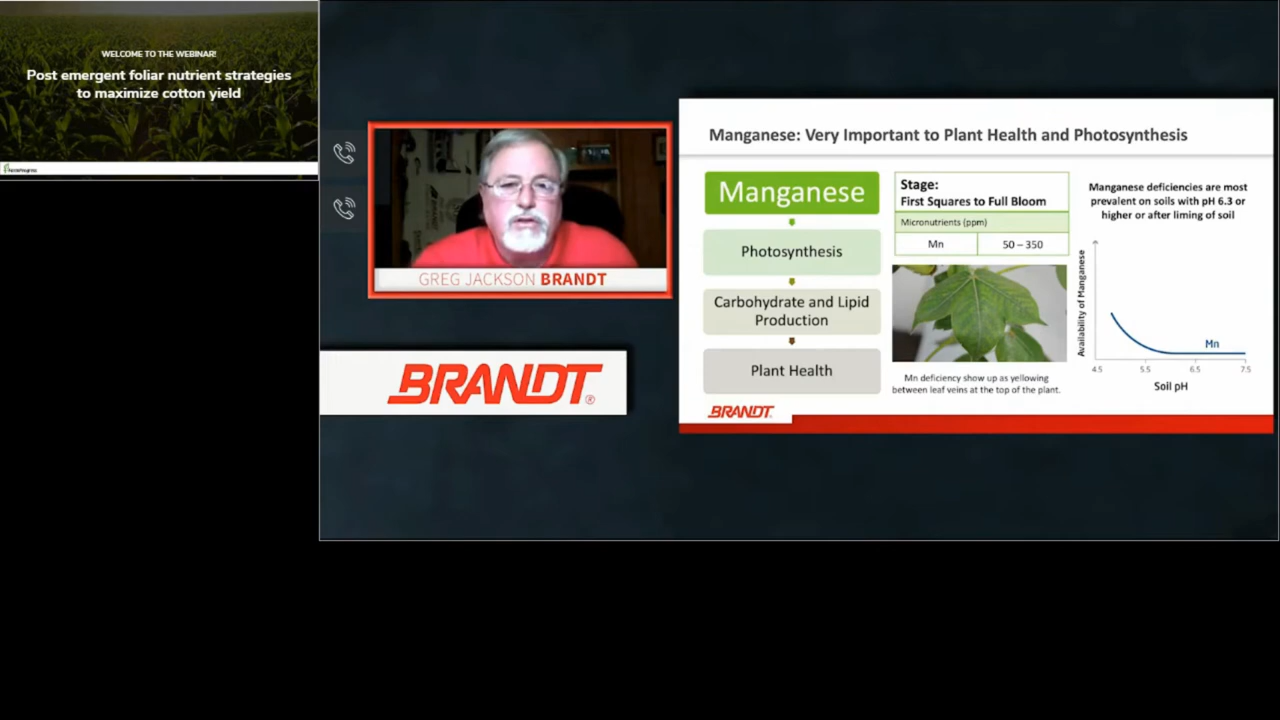 WELCOME TO THE WEBINAR!
Post emergent foliar nutrient strategies
to maximize cotton yield
GREG JACKSON BRANDT
BRANDT®
Manganese: Very Important to Plant Health and Photosynthesis
Manganese
Photosynthesis
Carbohydrate and Lipid
Production
Plant Health
Stage:
First Squares to Full Bloom
Micronutrients (ppm)
Mn 50 – 350
Mn deficiency show up as yellowing
between leaf veins at the top of the plant.
Manganese deficiencies are most
prevalent on soils with pH 6.3 or
higher or after liming of soil
Availability of Manganese
Mn
4.5 5.5 6.5 7.5
Soil pH
BRANDT